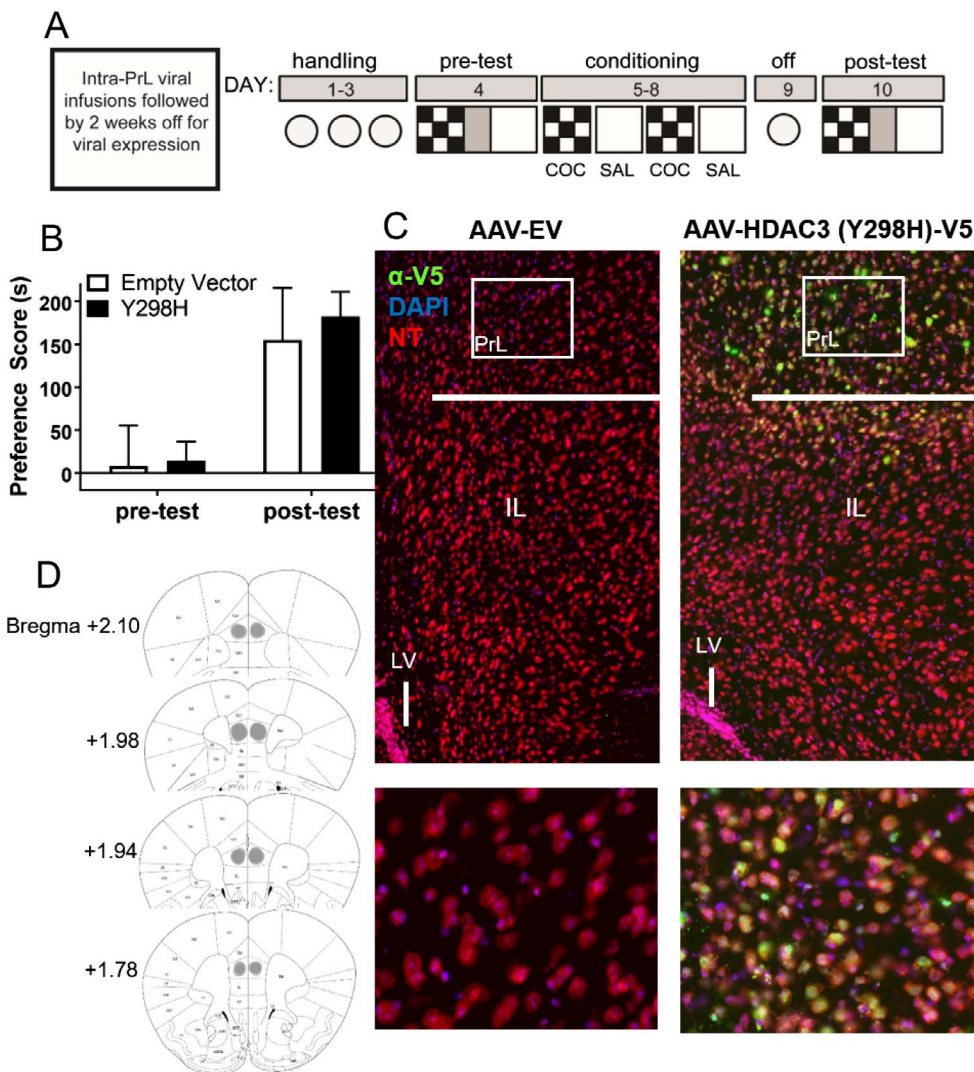 A
Intra-PrL viral
infusions followed
by 2 weeks off for
viral expression
handling pre-test conditioning off post-test
DAY: 1-3 4 5-8 9 10
COC SAL COC SAL
B
Empty Vector
Y298H
Preference Score (s)
200
150
100
50
0
pre-test post-test
C
AAV-EV AAV-HDAC3 (Y298H)-V5
α-V5
DAPI
NT
PrL PrL
IL IL
LV LV
D
Bregma +2.10
+1.98
+1.94
+1.78